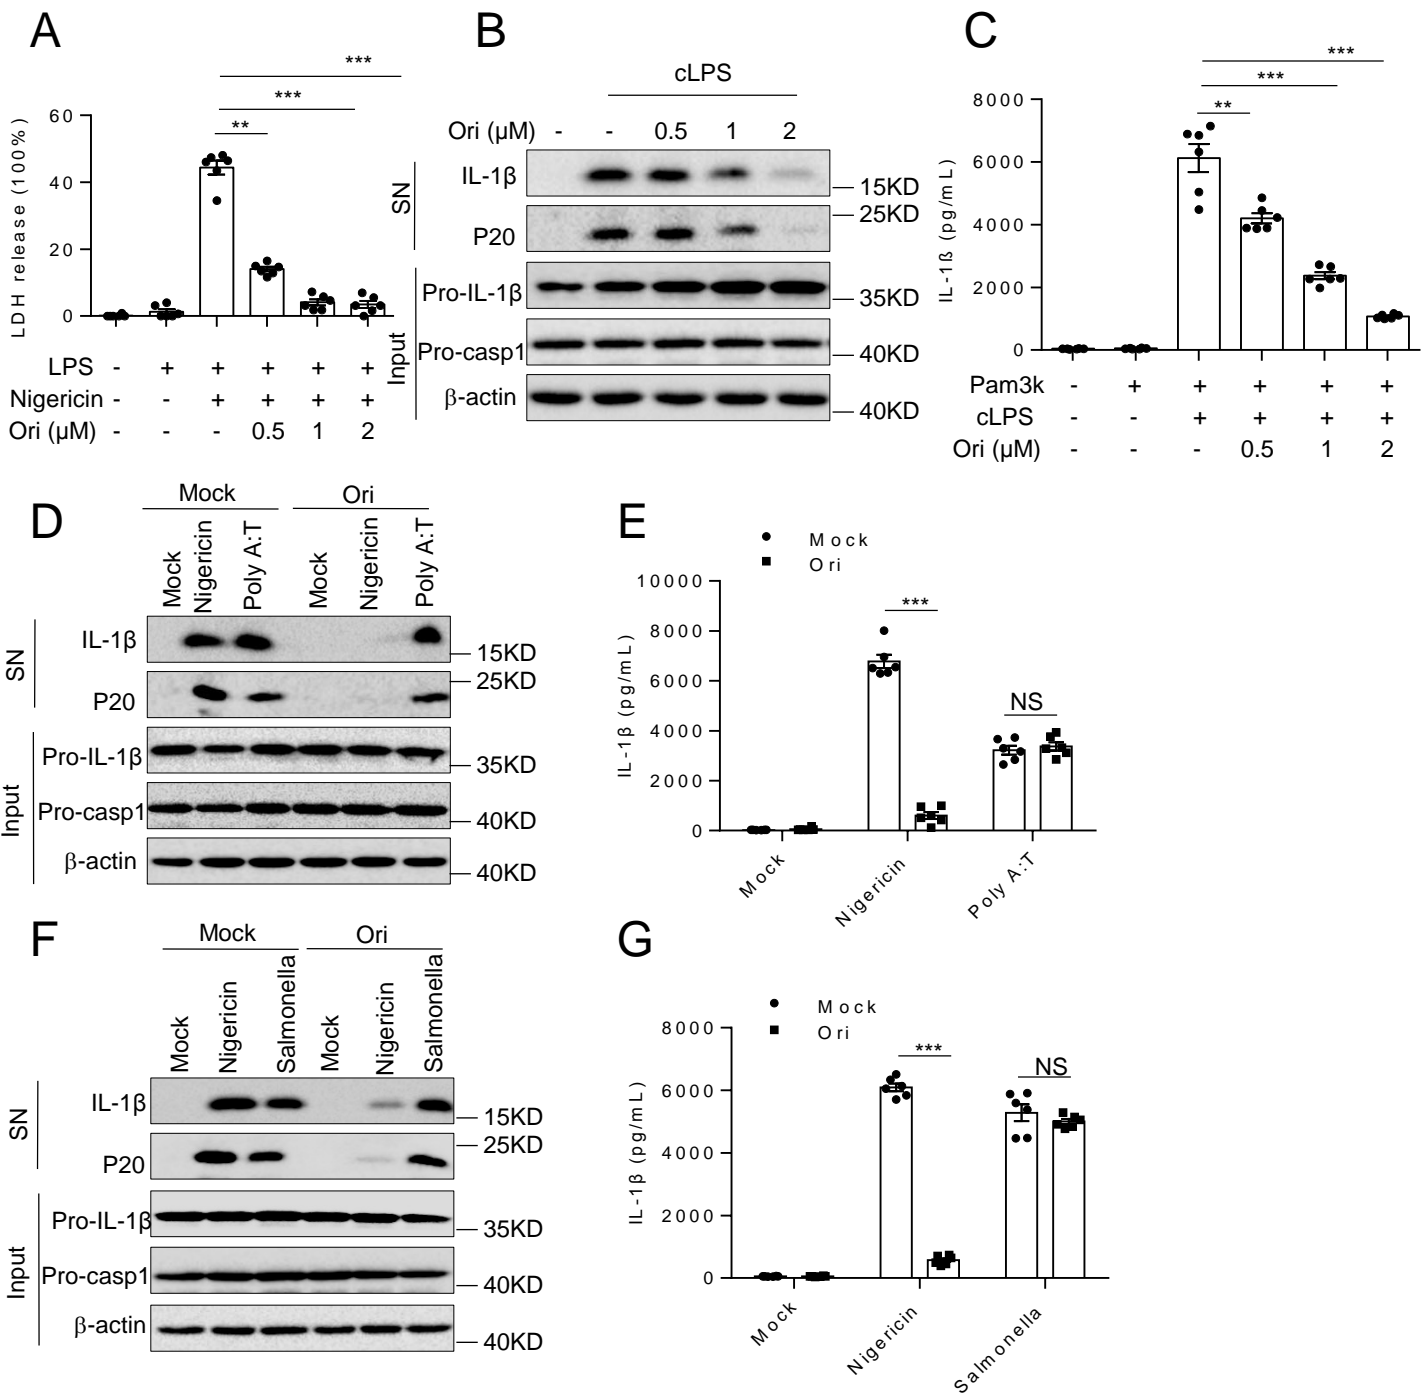 A
***
***
**
LDH release (100%)
60
40
20
0
LPS - + + + + +
Nigericin - - + + + +
Ori (μM) - - - 0.5 1 2
B
cLPS
Ori (μM) - - 0.5 1 2
SN
IL-1β
15KD
25KD
P20
Input
Pro-IL-1β
35KD
Pro-casp1
40KD
β-actin
40KD
C
***
***
**
IL-1ß (pg/mL)
8000
6000
4000
2000
0
Pam3k - + + + + +
cLPS - - + + + +
Ori (μM) - - - 0.5 1 2
D
Mock Ori
Mock Nigericin Poly A:T Mock Nigericin Poly A:T
SN
IL-1β
15KD
25KD
P20
Input
Pro-IL-1β
35KD
Pro-casp1
40KD
β-actin
40KD
E
Mock
Ori
IL-1β (pg/mL)
10000
8000
6000
4000
2000
0
***
NS
Mock Nigericin Poly A:T
F
Mock Ori
Mock Nigericin Salmonella Mock Nigericin Salmonella
SN
IL-1β
15KD
25KD
P20
Input
Pro-IL-1β
35KD
Pro-casp1
40KD
β-actin
40KD
G
Mock
Ori
IL-1β (pg/mL)
8000
6000
4000
2000
0
***
NS
Mock Nigericin Salmonella